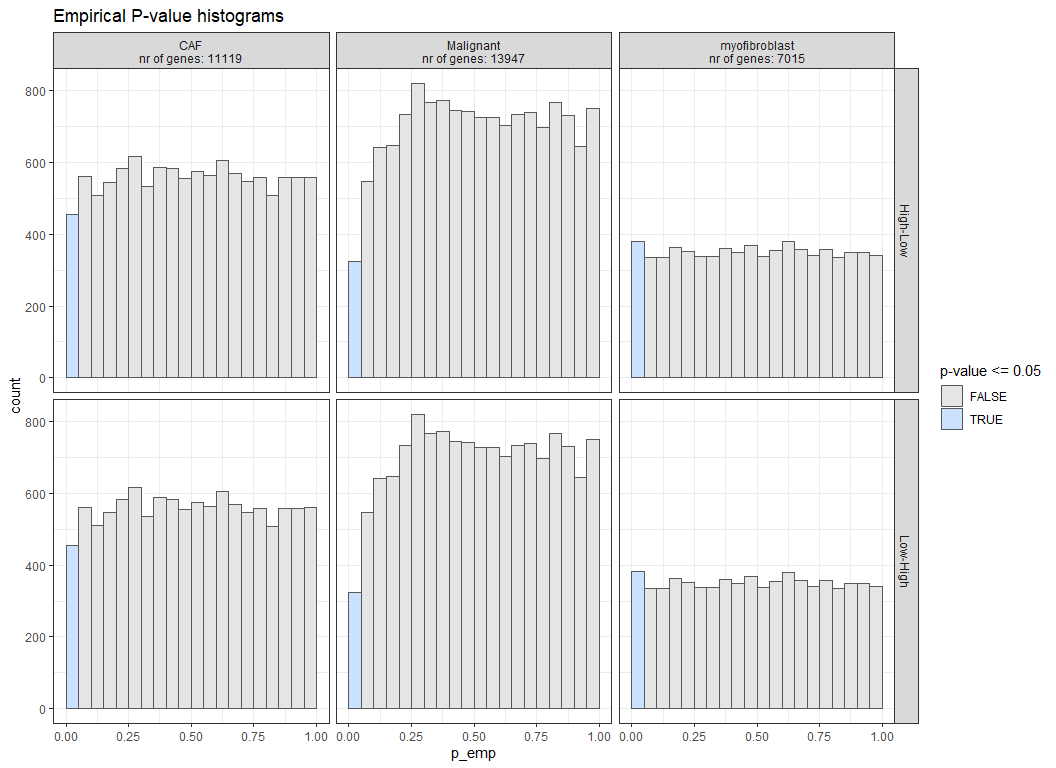 Empirical P-value histograms
CAF
nr of genes: 11119
Malignant
nr of genes: 13947
myofibroblast
nr of genes: 7015
800
600
400
200
0
High-Low
800
600
400
200
0
Low-High
count
0.00 0.25 0.50 0.75 1.00
0.00 0.25 0.50 0.75 1.00
0.00 0.25 0.50 0.75 1.00
p_emp
p-value <= 0.05
FALSE
TRUE